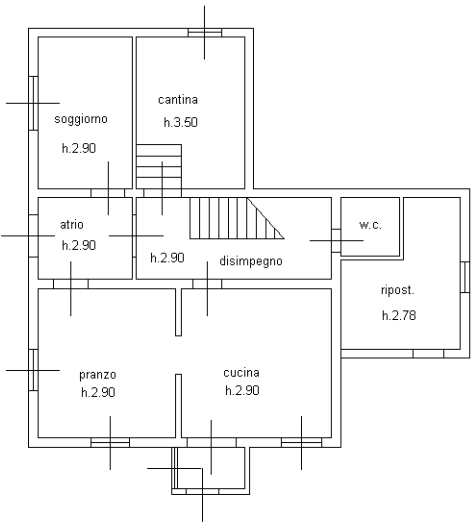 cantina
h.3.50
soggiorno
h.2.90
atrio
h.2.90
h.2.90
disimpegno
w.c.
ripost.
h.2.78
pranzo
h.2.90
cucina
h.2.90